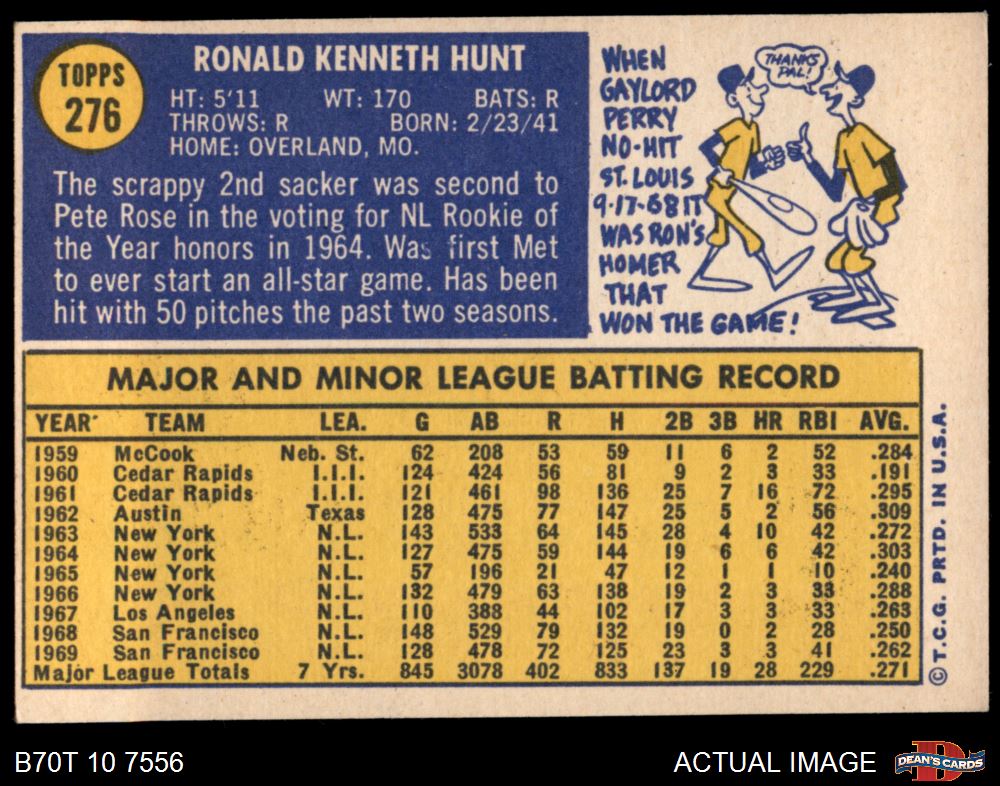 TOPPS
276
RONALD KENNETH HUNT
HT: 5'11 WT: 170 BATS: R
THROWS: R BORN: 2/23/41
HOME: OVERLAND, MO.
The scrappy 2nd sacker was second to
Pete Rose in the voting for NL Rookie of
the Year honors in 1964. Was first Met
to ever start an all-star game. Has been
hit with 50 pitches the past two seasons.
WHEN
GAYLORD
PERRY
NO-HIT
ST. LOUIS
9-17-68 IT
WAS RON'S
HOMER
THAT
WON THE GAME!
THANKS
PAL!
MAJOR AND MINOR LEAGUE BATTING RECORD
YEAR TEAM LEA. G AB R H 2B 3B HR RBI AVG.
1959 McCook Neb. St. 62 208 53 59 11 6 2 52 .284
1960 Cedar Rapids I.I.I. 124 424 56 81 9 2 3 33 .191
1961 Cedar Rapids I.I.I. 121 461 98 136 25 7 16 72 .295
1962 Austin Texas 128 475 77 147 25 5 2 56 .309
1963 New York N.L. 143 533 64 145 28 4 10 42 .272
1964 New York N.L. 127 475 59 144 19 6 6 42 .303
1965 New York N.L. 57 196 21 47 12 1 1 10 .240
1966 New York N.L. 132 479 63 138 19 2 3 33 .288
1967 Los Angeles N.L. 110 388 44 102 17 3 3 33 .263
1968 San Francisco N.L. 148 529 79 132 19 0 2 28 .250
1969 San Francisco N.L. 128 478 72 125 23 3 3 41 .262
Major League Totals 7 Yrs. 845 3078 402 833 137 19 28 229 .271
© T.C.G. PRTD. IN U.S.A.
B70T 10 7556
ACTUAL IMAGE
D
DEAN'S CARDS